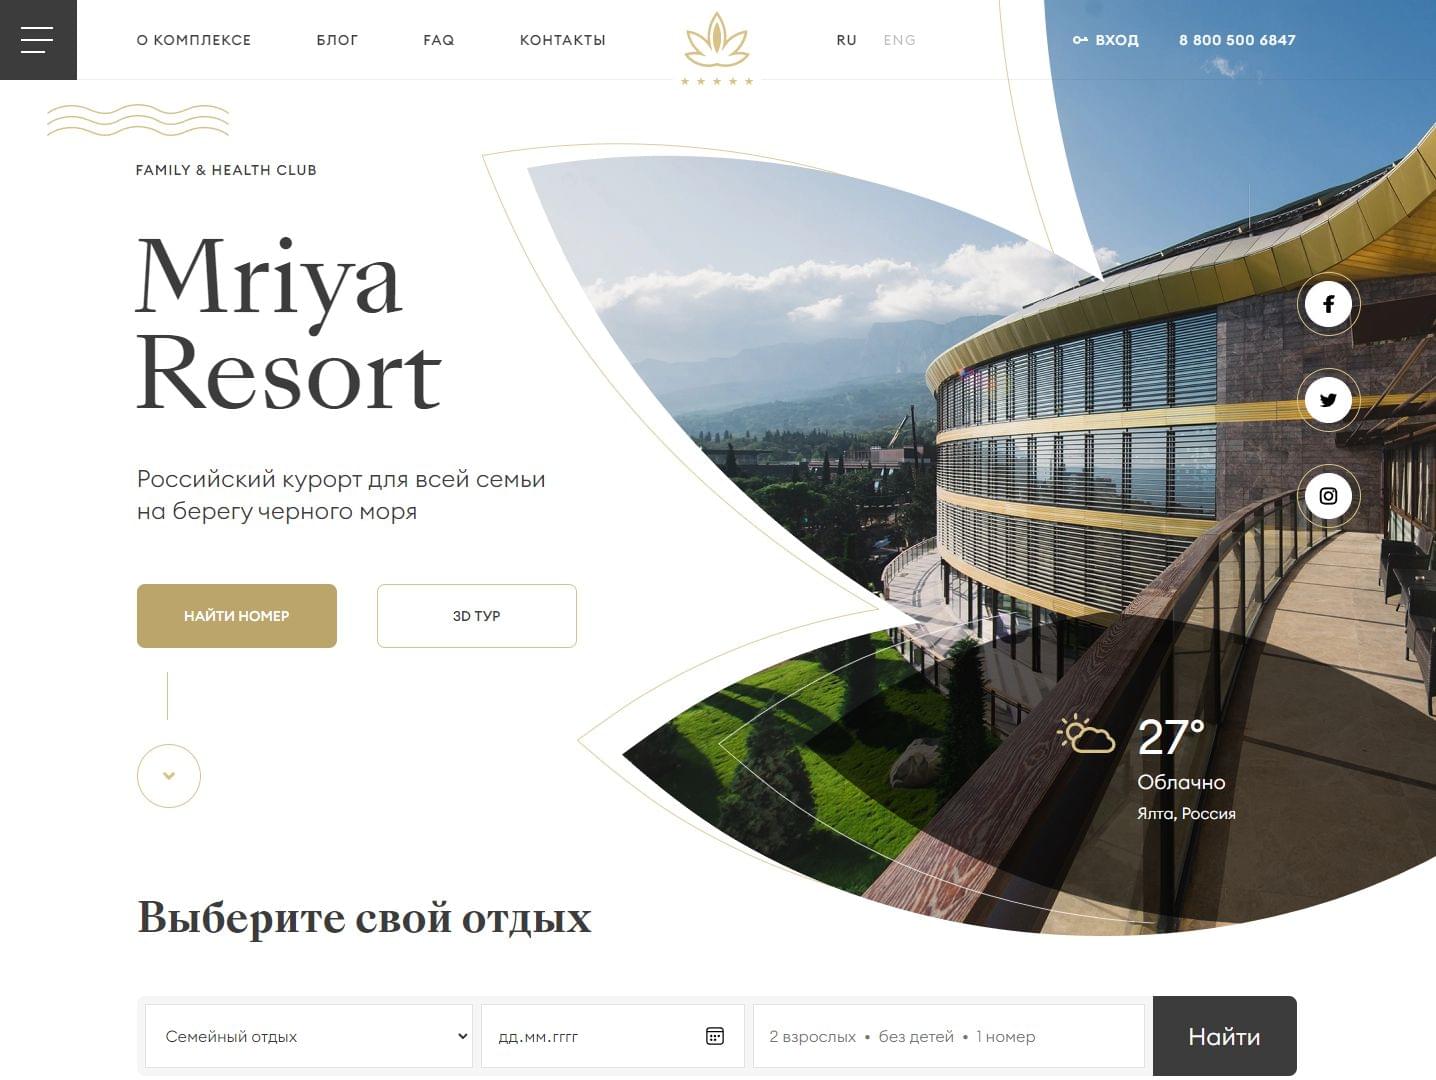 О КОМПЛЕКСЕ
БЛОГ
FAQ
КОНТАКТЫ
RU
ENG
ВХОД
8 800 500 6847
FAMILY & HEALTH CLUB
Mriya
Resort
Российский курорт для всей семьи
на берегу черного моря
НАЙТИ НОМЕР
3D ТУР
27°
Облачно
Ялта, Россия
Выберите свой отдых
Семейный отдых
дд.мм.гггг
2 взрослых • без детей • 1 номер
Найти